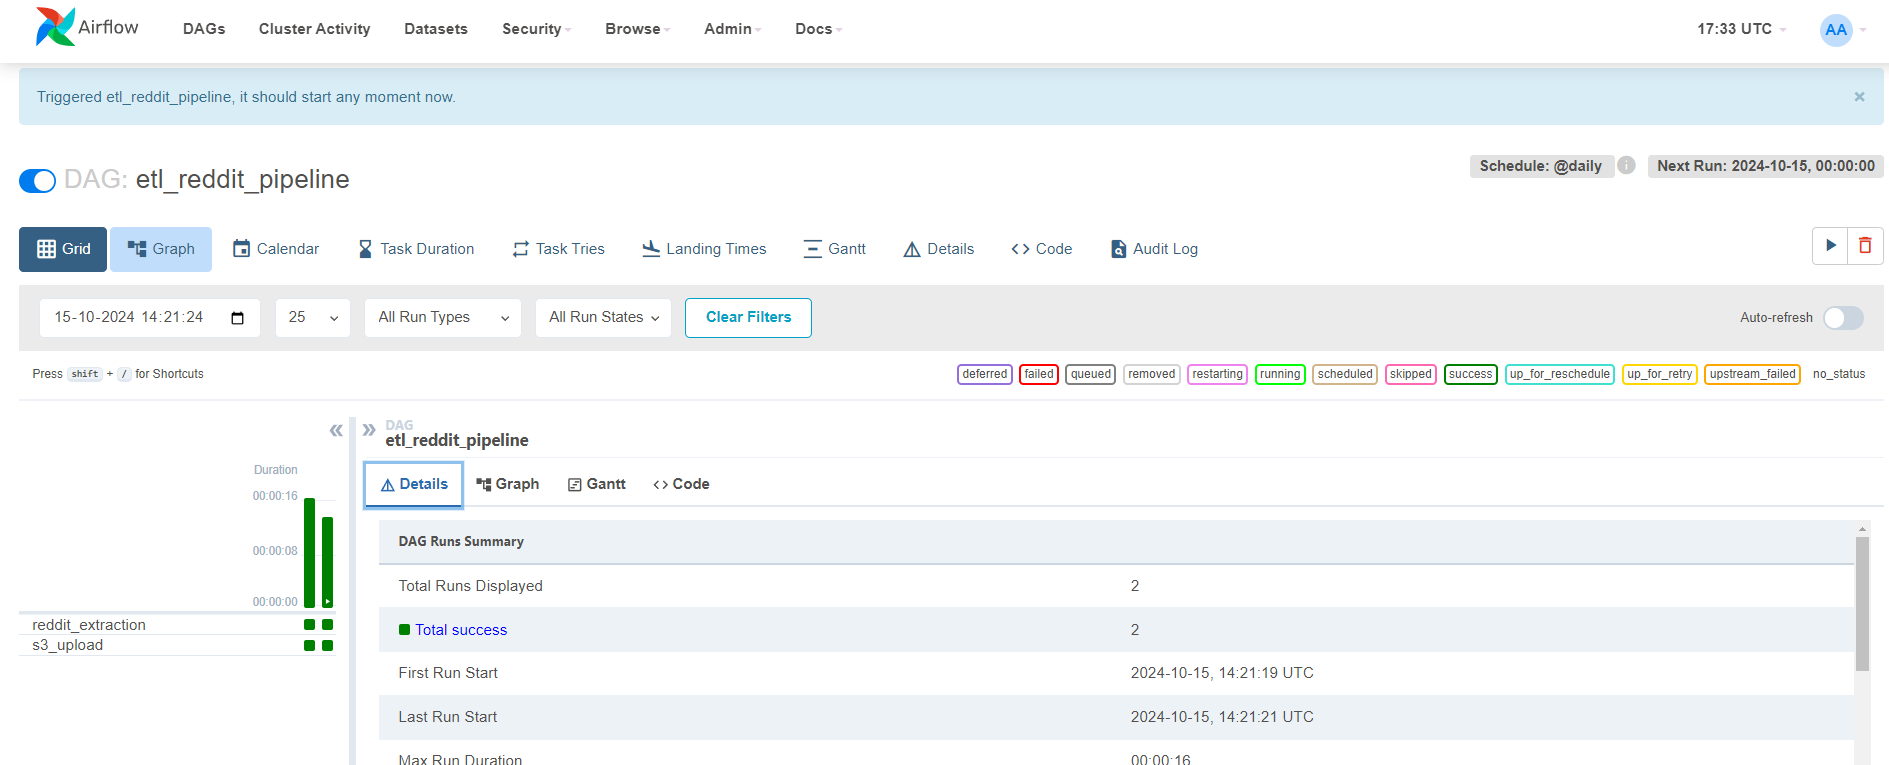 Airflow DAGs Cluster Activity Datasets Security Browse Admin Docs 17:33 UTC AA
Triggered etl_reddit_pipeline, it should start any moment now. ×
DAG: etl_reddit_pipeline
Schedule: @daily i Next Run: 2024-10-15, 00:00:00
Grid Graph Calendar Task Duration Task Tries Landing Times Gantt Details Code Audit Log
15-10-2024 14:21:24 25 All Run Types All Run States Clear Filters Auto-refresh
Press shift + / for Shortcuts
deferred failed queued removed restarting running scheduled skipped success up_for_reschedule up_for_retry upstream_failed no_status
DAG
etl_reddit_pipeline
Duration
00:00:16
00:00:08
00:00:00
reddit_extraction
s3_upload
Details Graph Gantt Code
DAG Runs Summary
Total Runs Displayed 2
Total success 2
First Run Start 2024-10-15, 14:21:19 UTC
Last Run Start 2024-10-15, 14:21:21 UTC
Max Run Duration 00:00:16